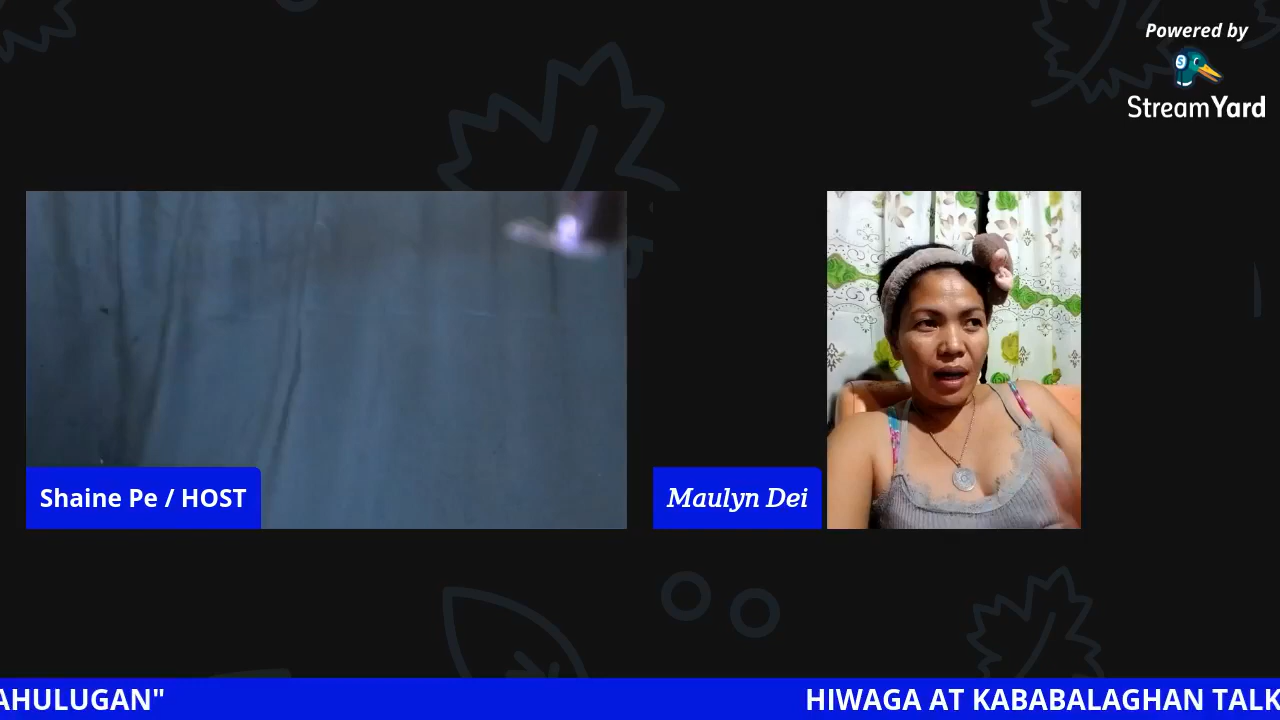 Powered by
StreamYard
Shaine Pe / HOST
Maulyn Dei
AHULUGAN"
HIWAGA AT KABABALAGHAN TALK